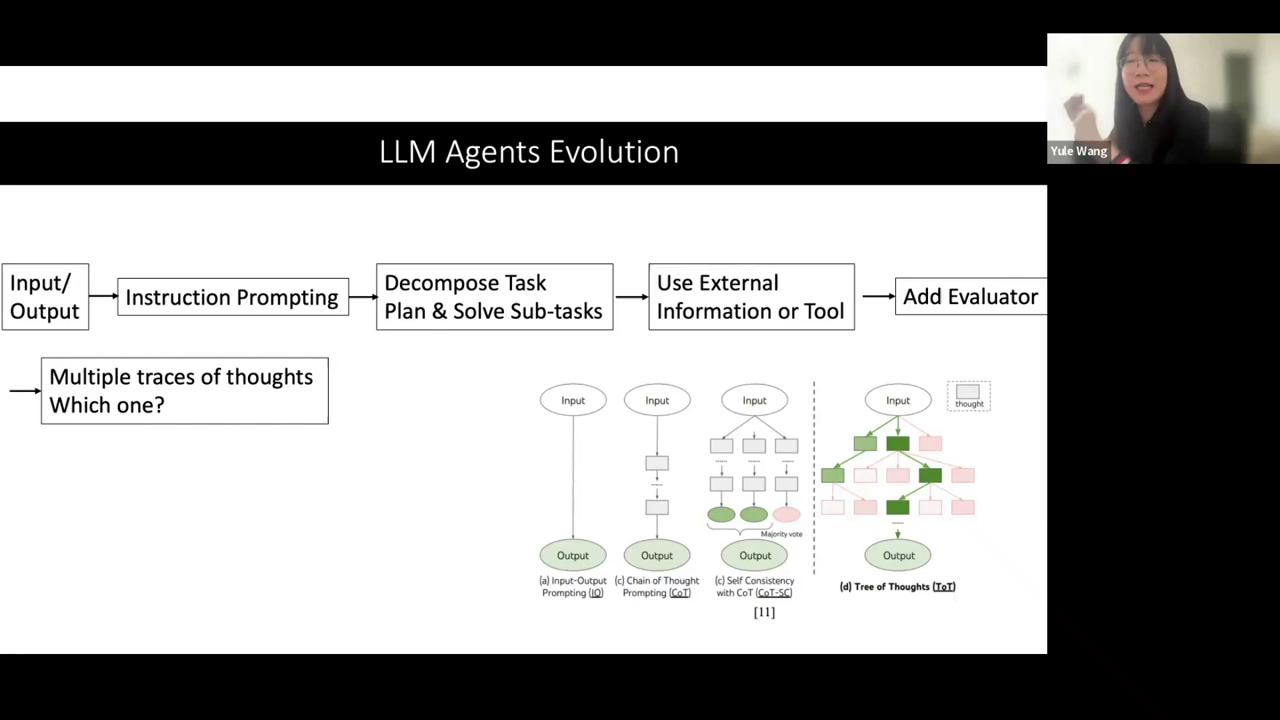 Yule Wang
LLM Agents Evolution
Input/
Output
Instruction Prompting
Decompose Task
Plan & Solve Sub-tasks
Use External
Information or Tool
Add Evaluator
Multiple traces of thoughts
Which one?
Input
Input
Input
Input
thought
Majority vote
Output
Output
Output
Output
(a) Input-Output
Prompting (IO)
(c) Chain of Thought
Prompting (CoT)
(c) Self Consistency
with CoT (CoT-SC)
(d) Tree of Thoughts (ToT)
[11]